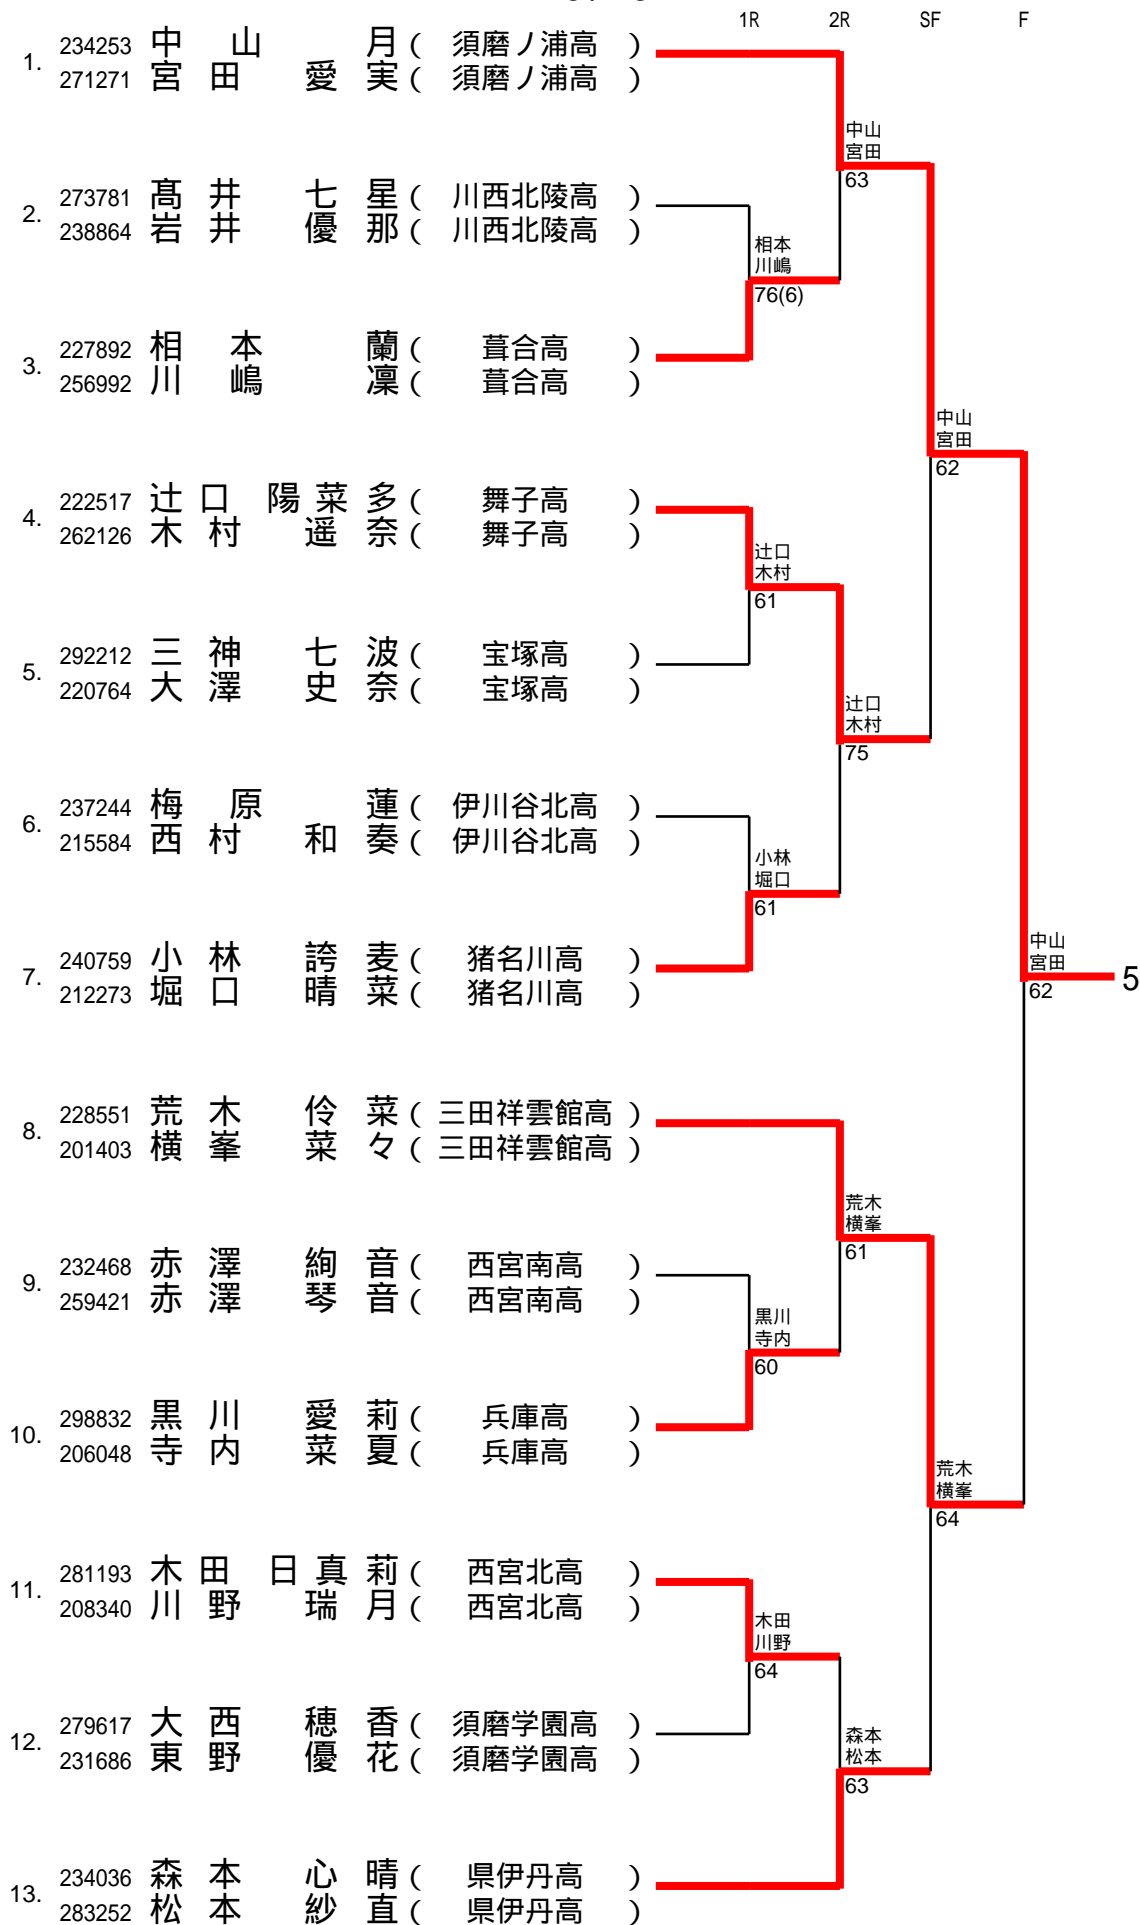 1R 2R SF F
1. 234253 中山 月 ( 須磨ノ浦高 )
271271 宮田 愛実 ( 須磨ノ浦高 )
中山
宮田
63
2. 273781 髙井 七星 ( 川西北陵高 )
238864 岩井 優那 ( 川西北陵高 )
相本
川嶋
76(6)
3. 227892 相本 蘭 ( 葺合高 )
256992 川嶋 凜 ( 葺合高 )
中山
宮田
62
4. 222517 辻口 陽菜多 ( 舞子高 )
262126 木村 遥奈 ( 舞子高 )
辻口
木村
61
5. 292212 三神 七波 ( 宝塚高 )
220764 大澤 史奈 ( 宝塚高 )
辻口
木村
75
6. 237244 梅原 蓮 ( 伊川谷北高 )
215584 西村 和奏 ( 伊川谷北高 )
小林
堀口
61
7. 240759 小林 誇麦 ( 猪名川高 )
212273 堀口 晴菜 ( 猪名川高 )
中山
宮田
62
5
8. 228551 荒木 伶菜 ( 三田祥雲館高 )
201403 横峯 菜々 ( 三田祥雲館高 )
荒木
横峯
61
9. 232468 赤澤 絢音 ( 西宮南高 )
259421 赤澤 琴音 ( 西宮南高 )
黒川
寺内
60
10. 298832 黒川 愛莉 ( 兵庫高 )
206048 寺内 菜夏 ( 兵庫高 )
荒木
横峯
64
11. 281193 木田 日真莉 ( 西宮北高 )
208340 川野 瑞月 ( 西宮北高 )
木田
川野
64
12. 279617 大西 穂香 ( 須磨学園高 )
231686 東野 優花 ( 須磨学園高 )
森本
松本
63
13. 234036 森本 心晴 ( 県伊丹高 )
283252 松本 紗直 ( 県伊丹高 )